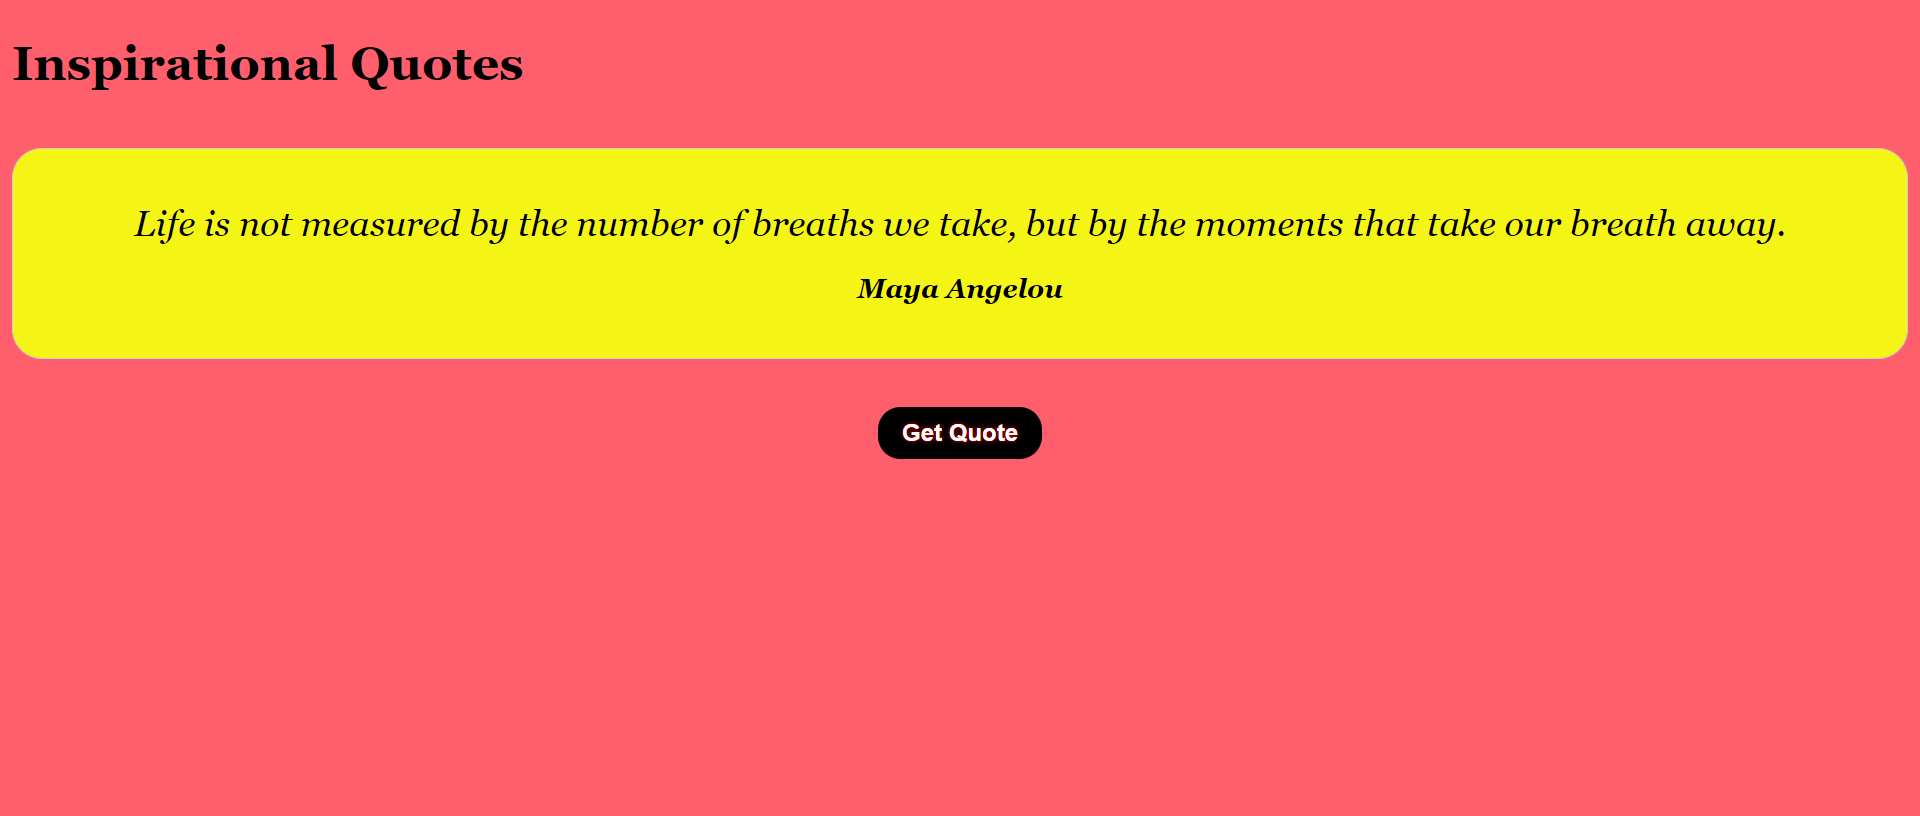 Inspirational Quotes
Life is not measured by the number of breaths we take, but by the moments that take our breath away.
Maya Angelou
Get Quote